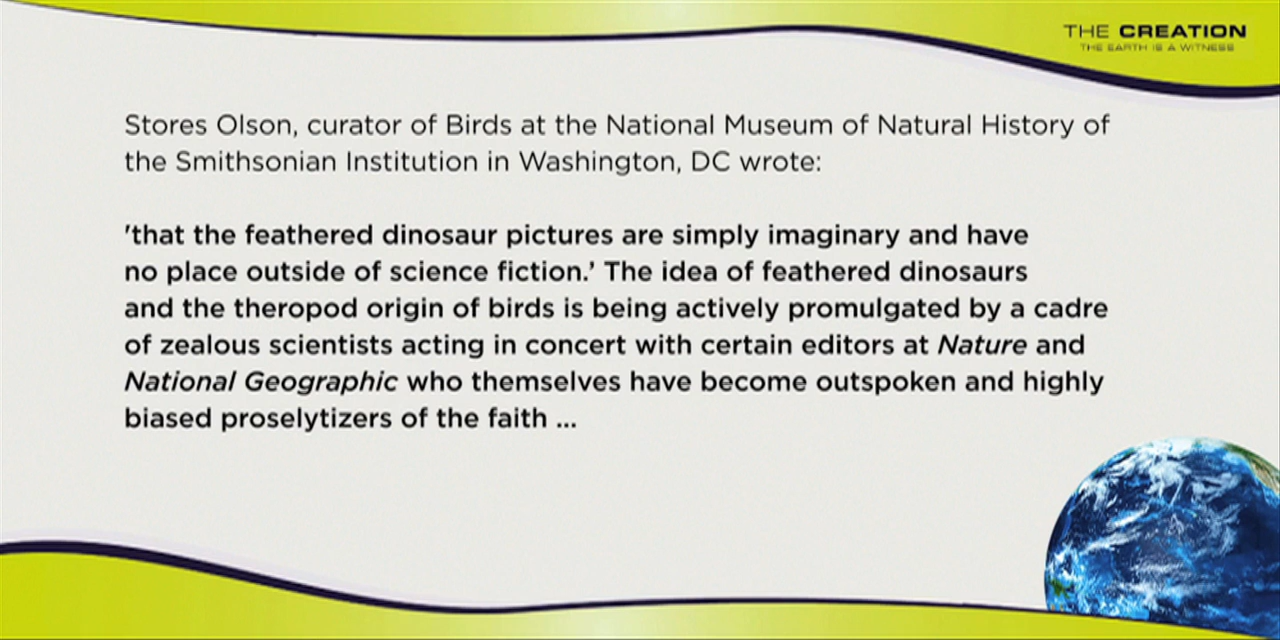 THE CREATION
THE EARTH IS A WITNESS
Stores Olson, curator of Birds at the National Museum of Natural History of
the Smithsonian Institution in Washington, DC wrote:
'that the feathered dinosaur pictures are simply imaginary and have
no place outside of science fiction.’ The idea of feathered dinosaurs
and the theropod origin of birds is being actively promulgated by a cadre
of zealous scientists acting in concert with certain editors at Nature and
National Geographic who themselves have become outspoken and highly
biased proselytizers of the faith ...